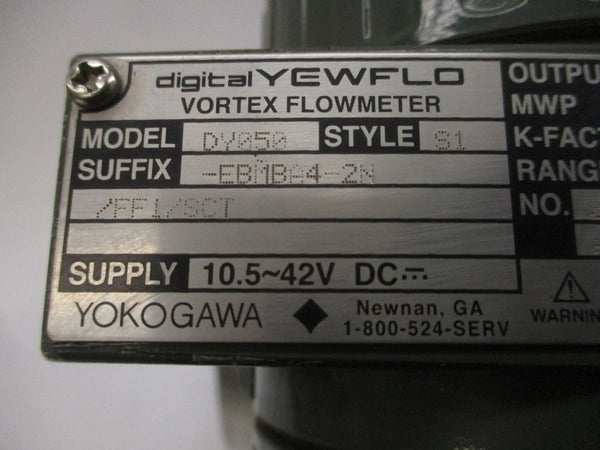 digitalYEWFLO
VORTEX FLOWMETER
MODEL DY050 STYLE S1
SUFFIX -EBMBA4-2N
/FF1/SCT
SUPPLY 10.5~42V DC⎓
YOKOGAWA ◆ Newnan, GA
1-800-524-SERV
OUTPU
MWP
K-FACT
RANG
NO.
WARNIN